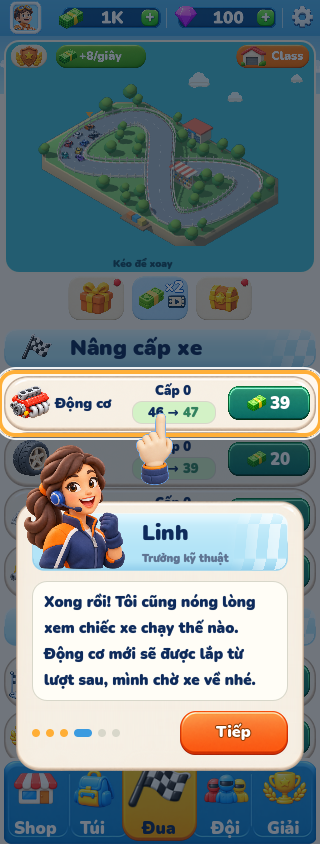 1K
100
+8/giây
Class
Kéo để xoay
x2
Nâng cấp xe
Động cơ
Cấp 0
46 → 47
39
→ 39
20
Linh
Trưởng kỹ thuật
Xong rồi! Tôi cũng nóng lòng
xem chiếc xe chạy thế nào.
Động cơ mới sẽ được lắp từ
lượt sau, mình chờ xe về nhé.
Tiếp
Shop
Túi
Đua
Đội
Giải